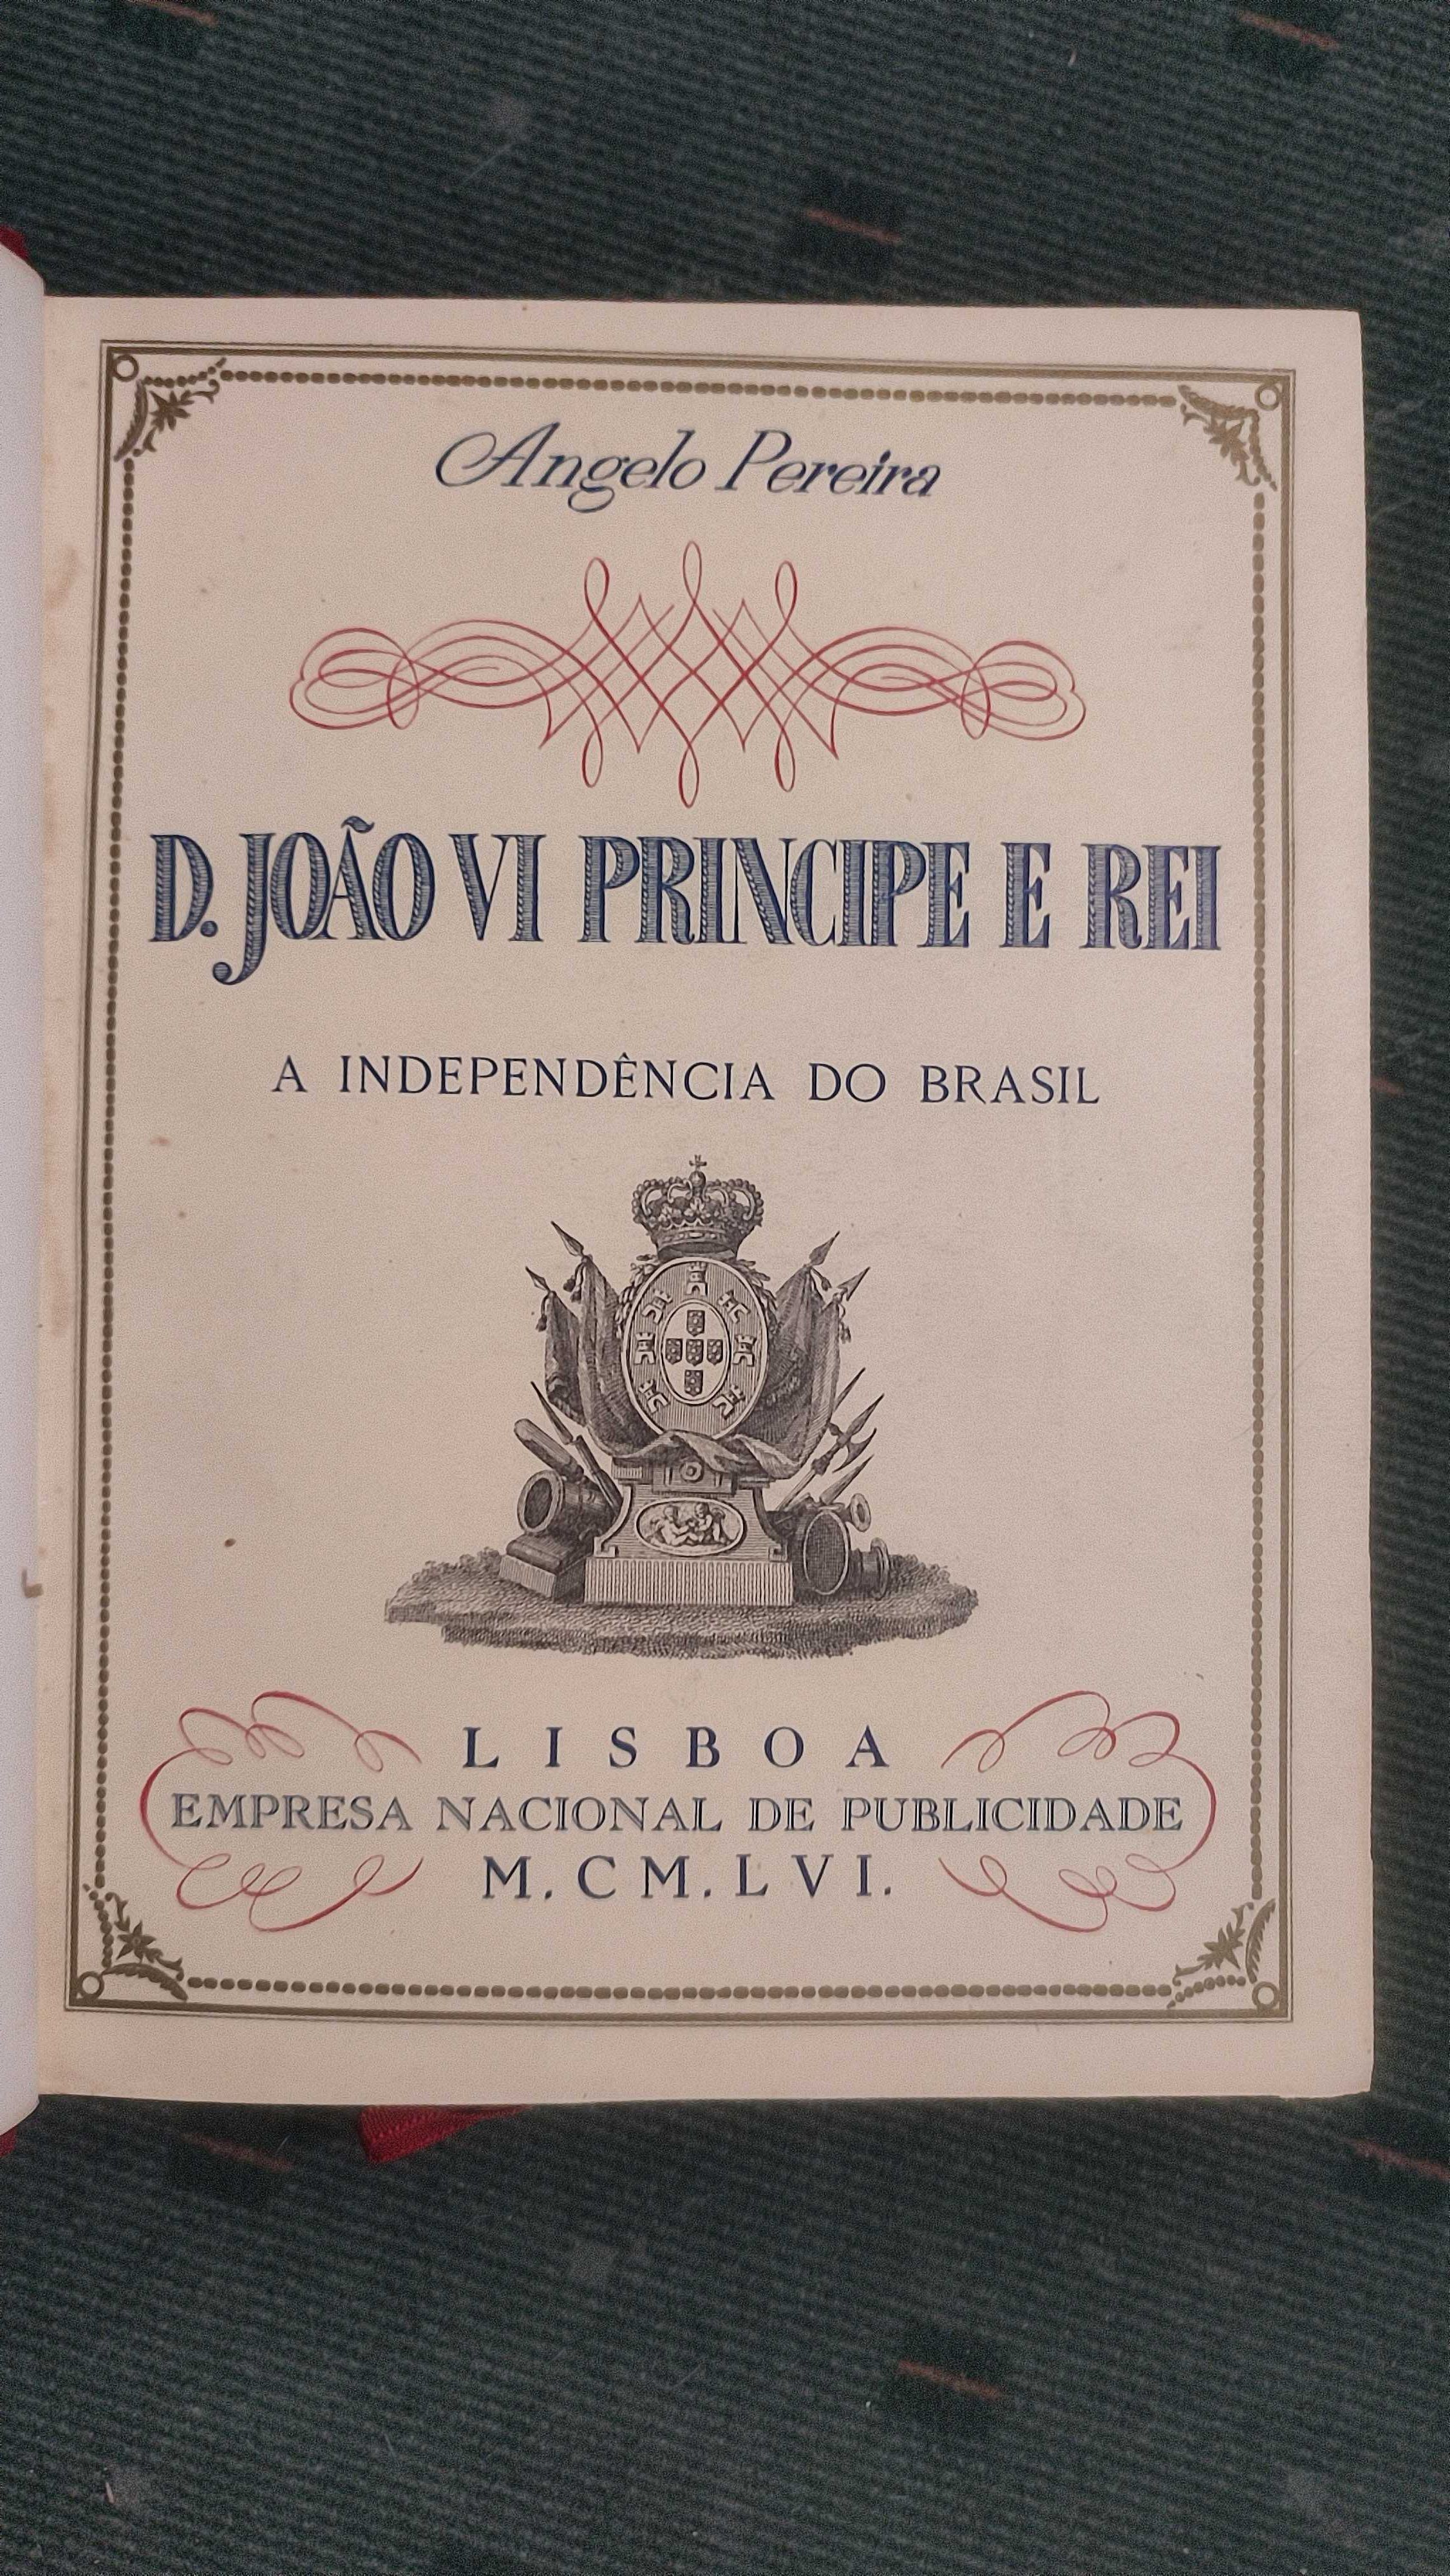 Angelo Pereira
D. JOÃO VI PRINCIPE E REI
A INDEPENDÊNCIA DO BRASIL
LISBOA
EMPRESA NACIONAL DE PUBLICIDADE
M.CM.LVI.